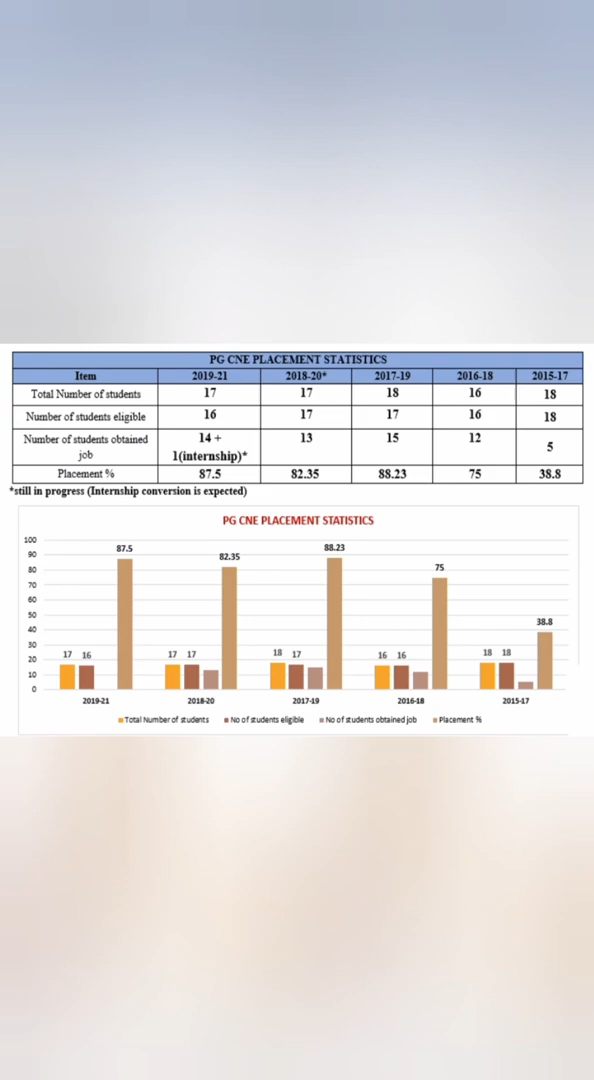 PG CNE PLACEMENT STATISTICS
Item 2019-21 2018-20* 2017-19 2016-18 2015-17
Total Number of students 17 17 18 16 18
Number of students eligible 16 17 17 16 18
Number of students obtained job 14 + 1(internship)* 13 15 12 5
Placement % 87.5 82.35 88.23 75 38.8
*still in progress (Internship conversion is expected)
PG CNE PLACEMENT STATISTICS
100
90
80
70
60
50
40
30
20
10
0
17 16 87.5
17 17 82.35
18 17 88.23
16 16 75
18 18 38.8
2019-21 2018-20 2017-19 2016-18 2015-17
Total Number of students No of students eligible No of students obtained job Placement %